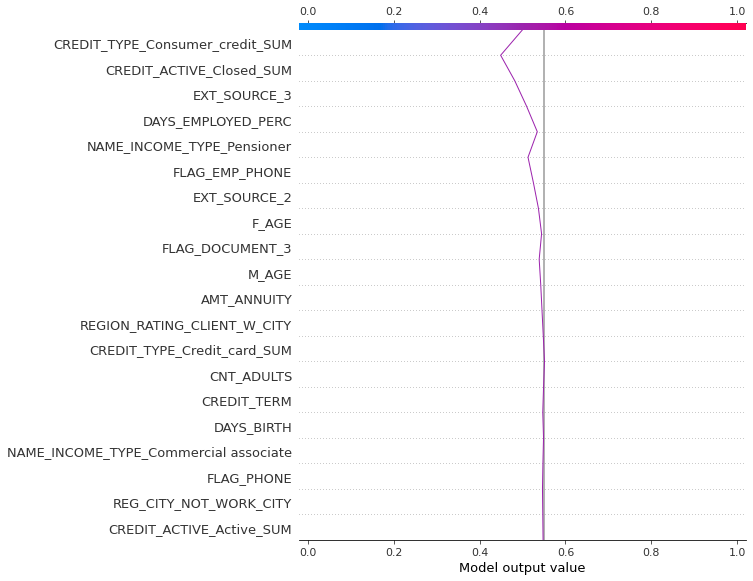 0.0 0.2 0.4 0.6 0.8 1.0
CREDIT_TYPE_Consumer_credit_SUM
CREDIT_ACTIVE_Closed_SUM
EXT_SOURCE_3
DAYS_EMPLOYED_PERC
NAME_INCOME_TYPE_Pensioner
FLAG_EMP_PHONE
EXT_SOURCE_2
F_AGE
FLAG_DOCUMENT_3
M_AGE
AMT_ANNUITY
REGION_RATING_CLIENT_W_CITY
CREDIT_TYPE_Credit_card_SUM
CNT_ADULTS
CREDIT_TERM
DAYS_BIRTH
NAME_INCOME_TYPE_Commercial associate
FLAG_PHONE
REG_CITY_NOT_WORK_CITY
CREDIT_ACTIVE_Active_SUM
0.0 0.2 0.4 0.6 0.8 1.0
Model output value